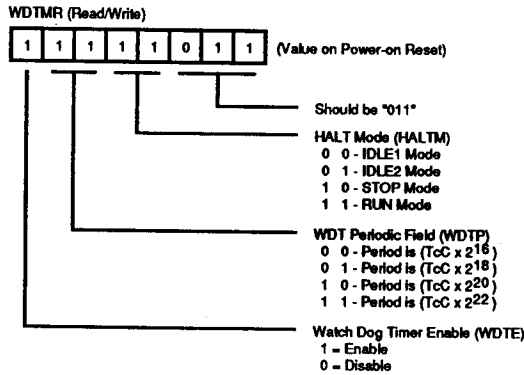 WDTMR (Read/Write)
1 1 1 1 1 0 1 1 (Value on Power-on Reset)
Should be "011"
HALT Mode (HALTM)
0 0 - IDLE1 Mode
0 1 - IDLE2 Mode
1 0 - STOP Mode
1 1 - RUN Mode
WDT Periodic Field (WDTP)
0 0 - Period is (TcC x 2^16)
0 1 - Period is (TcC x 2^18)
1 0 - Period is (TcC x 2^20)
1 1 - Period is (TcC x 2^22)
Watch Dog Timer Enable (WDTE)
1 = Enable
0 = Disable